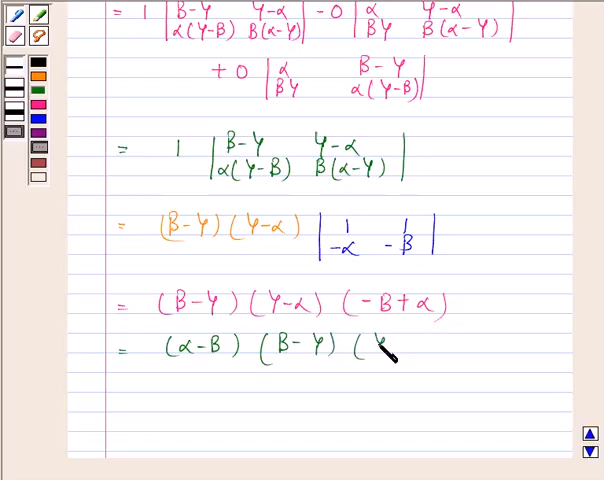 = 1 | β-γ γ-α | - 0 | α γ-α |
| α(γ-β) β(α-γ) | | βγ β(α-γ) |
+ 0 | α β-γ |
| βγ α(γ-β) |
= 1 | β-γ γ-α |
| α(γ-β) β(α-γ) |
= (β-γ)(γ-α) | 1 1 |
| -α -β |
= (β-γ)(γ-α)(-β+α)
= (α-β)(β-γ)(γ